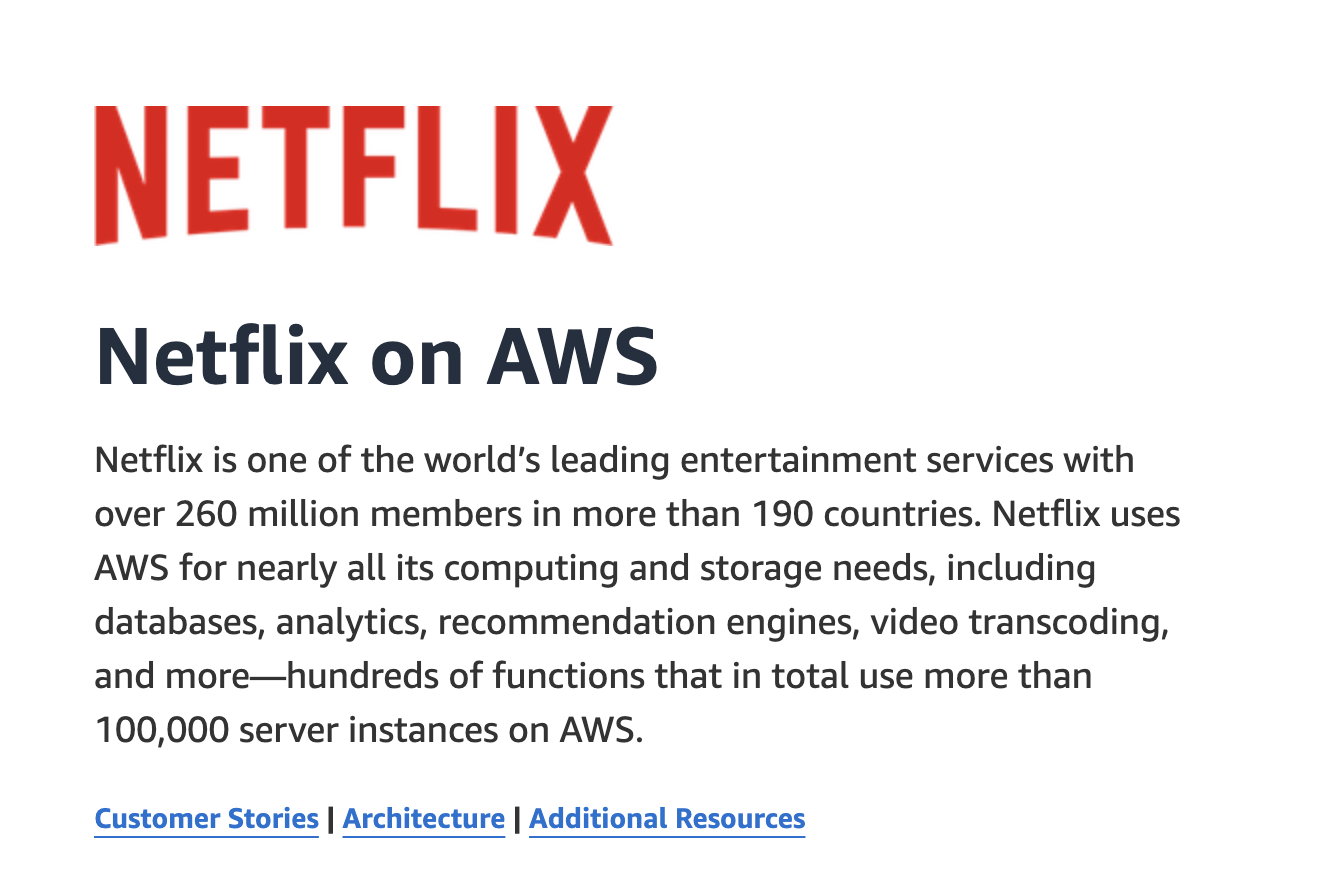 NETFLIX
Netflix on AWS
Netflix is one of the world’s leading entertainment services with
over 260 million members in more than 190 countries. Netflix uses
AWS for nearly all its computing and storage needs, including
databases, analytics, recommendation engines, video transcoding,
and more—hundreds of functions that in total use more than
100,000 server instances on AWS.
Customer Stories | Architecture | Additional Resources